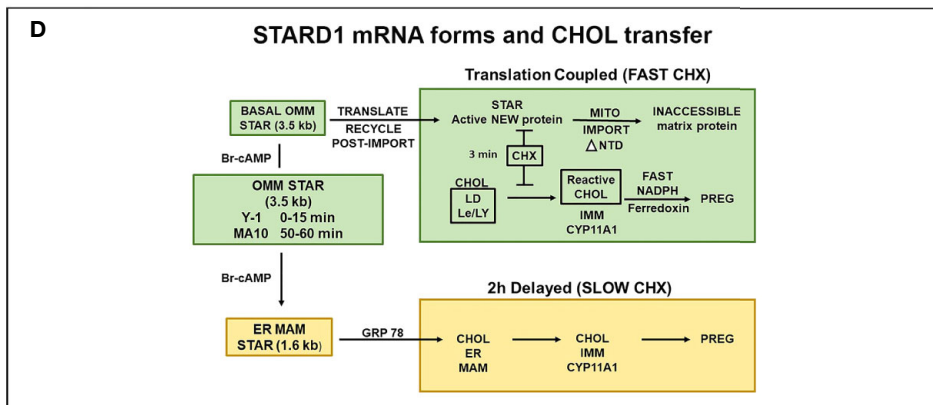 D
STARD1 mRNA forms and CHOL transfer
Translation Coupled (FAST CHX)
BASAL OMM
STAR (3.5 kb)
TRANSLATE
RECYCLE
POST-IMPORT
STAR
Active NEW protein
MITO
IMPORT
△ NTD
INACCESSIBLE
matrix protein
3 min
CHX
Br-cAMP
OMM STAR
(3.5 kb)
Y-1 0-15 min
MA10 50-60 min
CHOL
LD
Le/LY
Reactive
CHOL
IMM
CYP11A1
FAST
NADPH
Ferredoxin
PREG
Br-cAMP
2h Delayed (SLOW CHX)
ER MAM
STAR (1.6 kb)
GRP 78
CHOL
ER
MAM
CHOL
IMM
CYP11A1
PREG